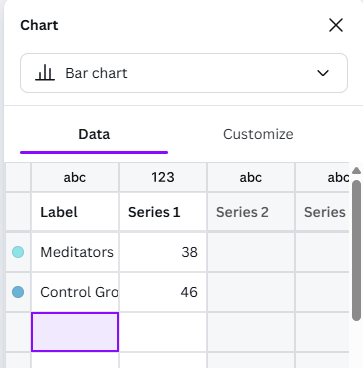 Chart
Bar chart
Data Customize
abc 123 abc abc
Label Series 1 Series 2 Series
Meditators 38
Control Gro 46